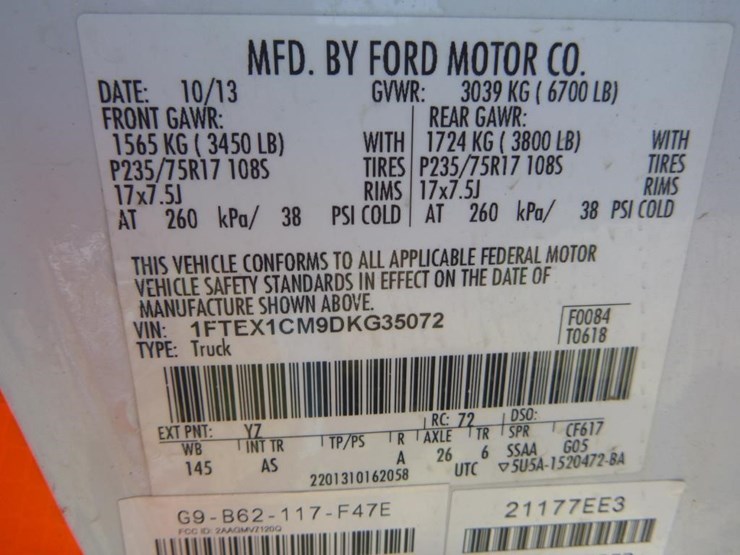 MFD. BY FORD MOTOR CO.
DATE: 10/13 GVWR: 3039 KG ( 6700 LB)
FRONT GAWR: REAR GAWR:
1565 KG ( 3450 LB) WITH 1724 KG ( 3800 LB) WITH
P235/75R17 108S TIRES P235/75R17 108S TIRES
17x7.5J RIMS 17x7.5J RIMS
AT 260 kPa/ 38 PSI COLD AT 260 kPa/ 38 PSI COLD
THIS VEHICLE CONFORMS TO ALL APPLICABLE FEDERAL MOTOR
VEHICLE SAFETY STANDARDS IN EFFECT ON THE DATE OF
MANUFACTURE SHOWN ABOVE.
VIN: 1FTEX1CM9DKG35072 F0084
TYPE: Truck T0618
EXT PNT: YZ RC: 72 DSO:
WB INT TR TP/PS R AXLE TR SPR CF617
145 AS A 26 6 SSAA G05
2201310162058 UTC ▽5U5A-1520472-BA
G9-B62-117-F47E 21177EE3
FCC ID: 2AAGMVZ120G